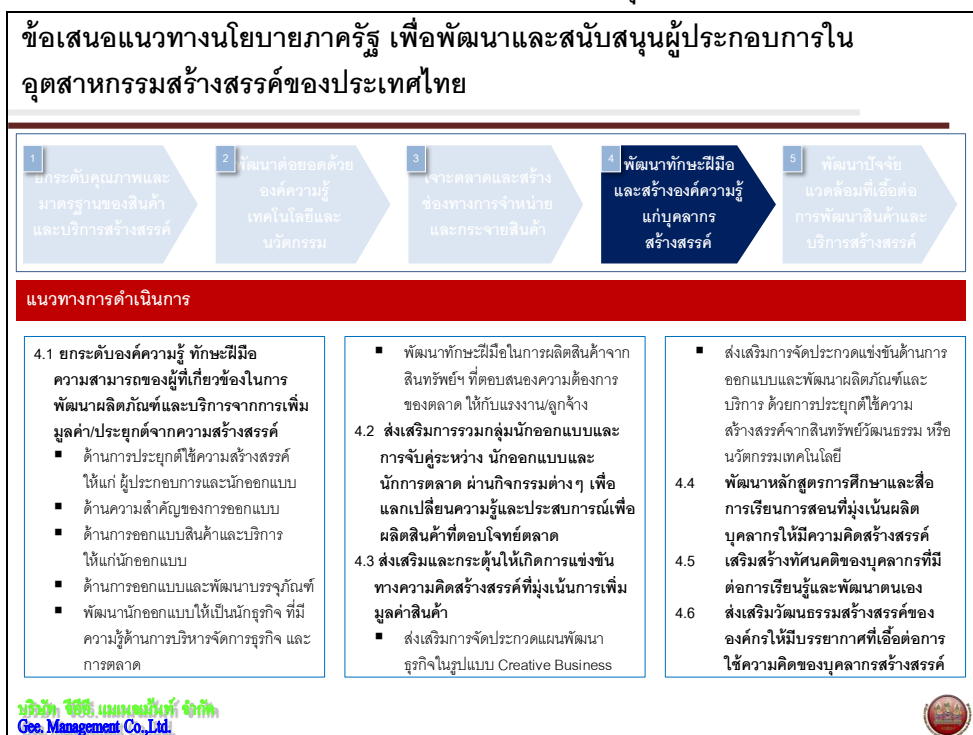 ข้อเสนอแนวทางนโยบายภาครัฐ เพื่อพัฒนาและสนับสนุนผู้ประกอบการใน
อุตสาหกรรมสร้างสรรค์ของประเทศไทย
1
ยกระดับคุณภาพและ
มาตรฐานของสินค้า
และบริการสร้างสรรค์
2
พัฒนาต่อยอดด้วย
องค์ความรู้
เทคโนโลยีและ
นวัตกรรม
3
เจาะตลาดและสร้าง
ช่องทางการจำหน่าย
และกระจายสินค้า
4
พัฒนาทักษะฝีมือ
และสร้างองค์ความรู้
แก่บุคลากร
สร้างสรรค์
5
พัฒนาปัจจัย
แวดล้อมที่เอื้อต่อ
การพัฒนาสินค้าและ
บริการสร้างสรรค์
แนวทางการดำเนินการ
4.1 ยกระดับองค์ความรู้ ทักษะฝีมือ
ความสามารถของผู้ที่เกี่ยวข้องในการ
พัฒนาผลิตภัณฑ์และบริการจากการเพิ่ม
มูลค่า/ประยุกต์จากความสร้างสรรค์
▪ ด้านการประยุกต์ใช้ความสร้างสรรค์
ให้แก่ ผู้ประกอบการและนักออกแบบ
▪ ด้านความสำคัญของการออกแบบ
▪ ด้านการออกแบบสินค้าและบริการ
ให้แก่นักออกแบบ
▪ ด้านการออกแบบและพัฒนาบรรจุภัณฑ์
▪ พัฒนานักออกแบบให้เป็นนักธุรกิจ ที่มี
ความรู้ด้านการบริหารจัดการธุรกิจ และ
การตลาด
▪ พัฒนาทักษะฝีมือในการผลิตสินค้าจาก
สินทรัพย์ฯ ที่ตอบสนองความต้องการ
ของตลาด ให้กับแรงงาน/ลูกจ้าง
4.2 ส่งเสริมการรวมกลุ่มนักออกแบบและ
การจับคู่ระหว่าง นักออกแบบและ
นักการตลาด ผ่านกิจกรรมต่างๆ เพื่อ
แลกเปลี่ยนความรู้และประสบการณ์เพื่อ
ผลิตสินค้าที่ตอบโจทย์ตลาด
4.3 ส่งเสริมและกระตุ้นให้เกิดการแข่งขัน
ทางความคิดสร้างสรรค์ที่มุ่งเน้นการเพิ่ม
มูลค่าสินค้า
▪ ส่งเสริมการจัดประกวดแผนพัฒนา
ธุรกิจในรูปแบบ Creative Business
▪ ส่งเสริมการจัดประกวดแข่งขันด้านการ
ออกแบบและพัฒนาผลิตภัณฑ์และ
บริการ ด้วยการประยุกต์ใช้ความ
สร้างสรรค์จากสินทรัพย์วัฒนธรรม หรือ
นวัตกรรมเทคโนโลยี
4.4 พัฒนาหลักสูตรการศึกษาและสื่อ
การเรียนการสอนที่มุ่งเน้นผลิต
บุคลากรให้มีความคิดสร้างสรรค์
4.5 เสริมสร้างทัศนคติของบุคลากรที่มี
ต่อการเรียนรู้และพัฒนาตนเอง
4.6 ส่งเสริมวัฒนธรรมสร้างสรรค์ของ
องค์กรให้มีบรรยากาศที่เอื้อต่อการ
ใช้ความคิดของบุคลากรสร้างสรรค์
บริษัท จีอีอี. แมเนจเม้นท์ จำกัด
Gee. Management Co.,Ltd.